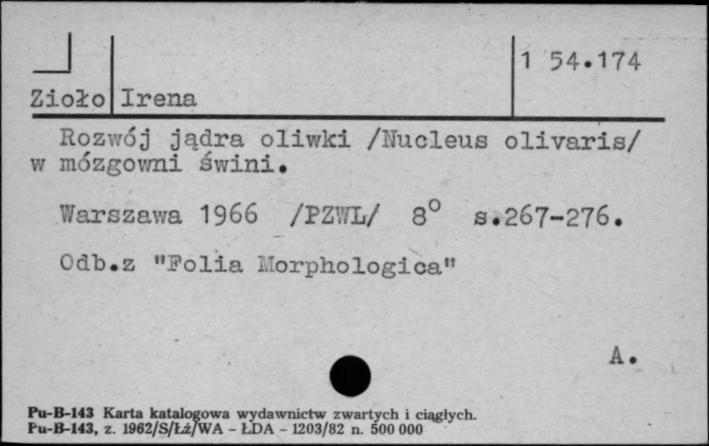 1 54.174
Zioło Irena
Rozwój jądra oliwki /Nucleus olivaris/
w mózgowni świni.
Warszawa 1966 /PZWL/ 8° s.267-276.
Odb.z "Folia Morphologica"
A.
Pu-B-143 Karta katalogowa wydawnictw zwartych i ciągłych.
Pu-B-143, z. 1962/S/Łź/WA - ŁDA - 1203/82 n. 500 000